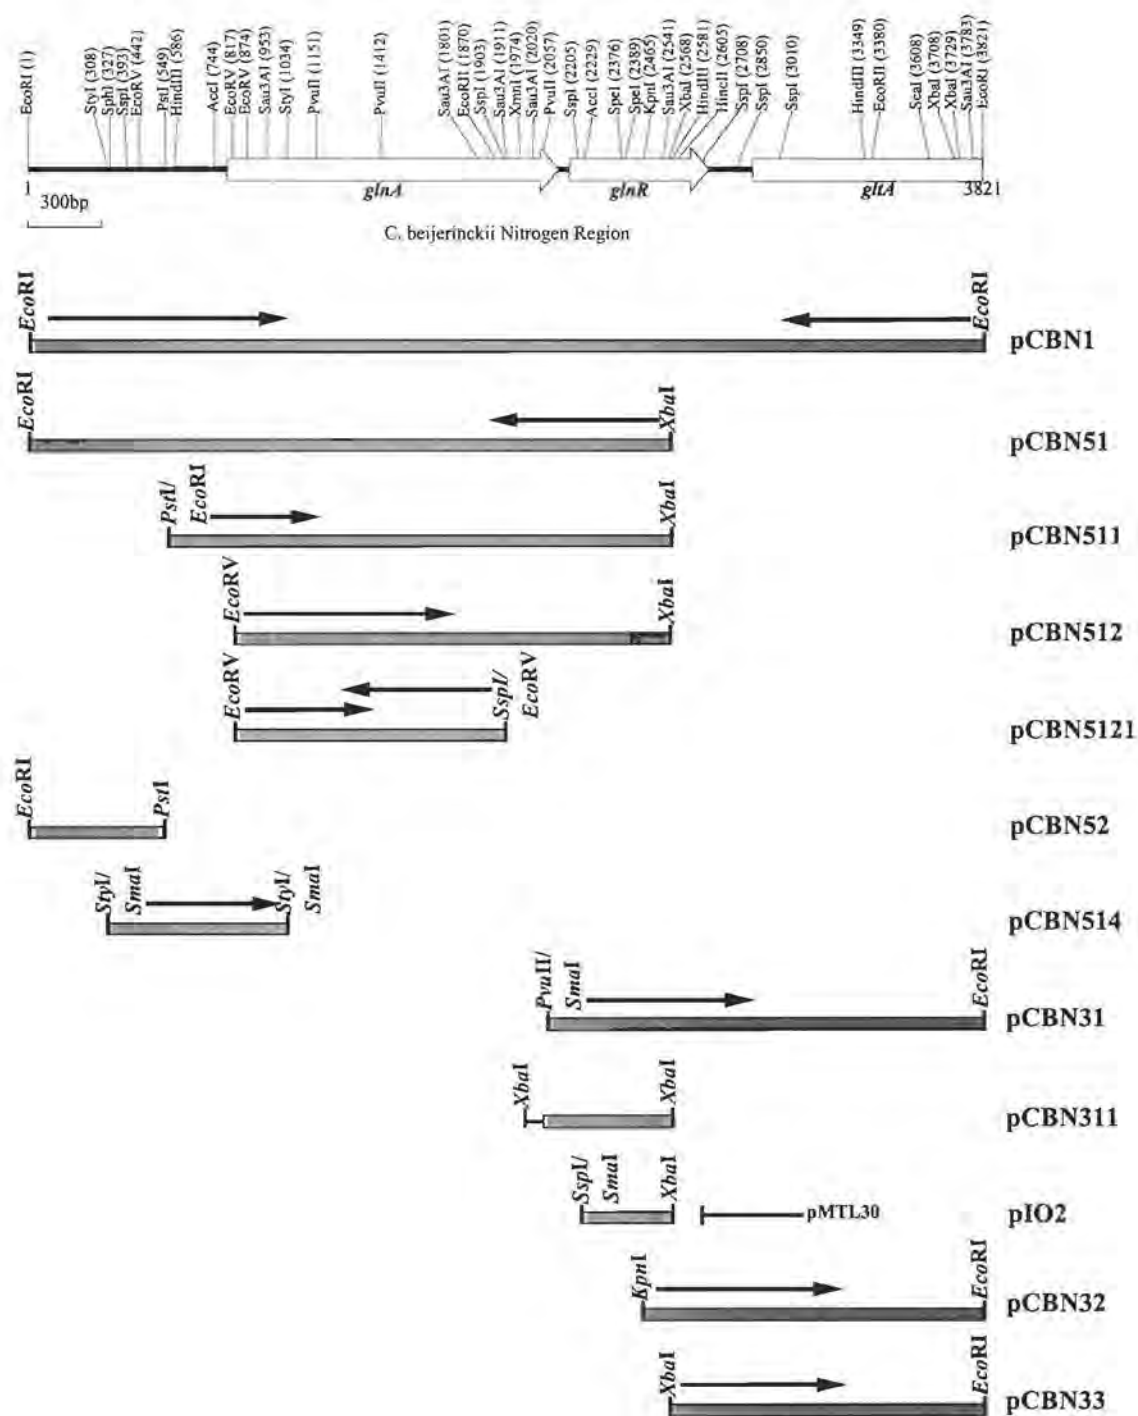 EcoRI (1)
StyI (308)
SphI (327)
SspI (393)
EcoRV (442)
PstI (549)
HindIII (586)
AccI (744)
EcoRV (817)
EcoRV (874)
Sau3AI (953)
StyI (1034)
PvuII (1151)
PvuII (1412)
Sau3AI (1801)
EcoRII (1870)
SspI (1903)
Sau3AI (1911)
XmnI (1974)
Sau3AI (2020)
PvuII (2057)
SspI (2205)
AccI (2229)
SpeI (2376)
SpeI (2389)
KpnI (2465)
Sau3AI (2541)
XbaI (2568)
HindIII (2581)
HincII (2605)
SspI (2708)
SspI (2850)
SspI (3010)
HindIII (3349)
EcoRII (3380)
ScaI (3608)
XbaI (3708)
XbaI (3729)
Sau3AI (3783)
EcoRI (3821)
1 glnA glnR gltA 3821
300bp
C. beijerinckii Nitrogen Region
EcoRI EcoRI pCBN1
EcoRI XbaI pCBN51
PstI/ EcoRI XbaI pCBN511
EcoRV XbaI pCBN512
EcoRV SspI/ EcoRV pCBN5121
EcoRI PstI pCBN52
StyI/ SmaI StyI/ SmaI pCBN514
PvuII/ SmaI EcoRI pCBN31
XbaI XbaI pCBN311
SspI/ SmaI XbaI pMTL30 pIO2
KpnI EcoRI pCBN32
XbaI EcoRI pCBN33